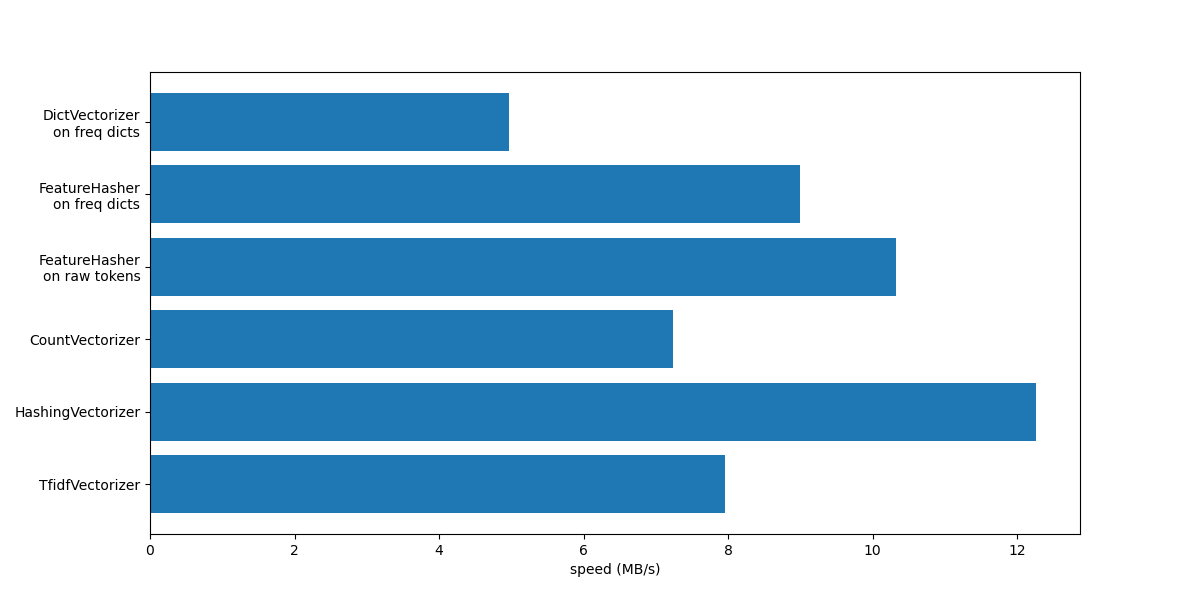 DictVectorizer
on freq dicts
FeatureHasher
on freq dicts
FeatureHasher
on raw tokens
CountVectorizer
HashingVectorizer
TfidfVectorizer
0 2 4 6 8 10 12
speed (MB/s)